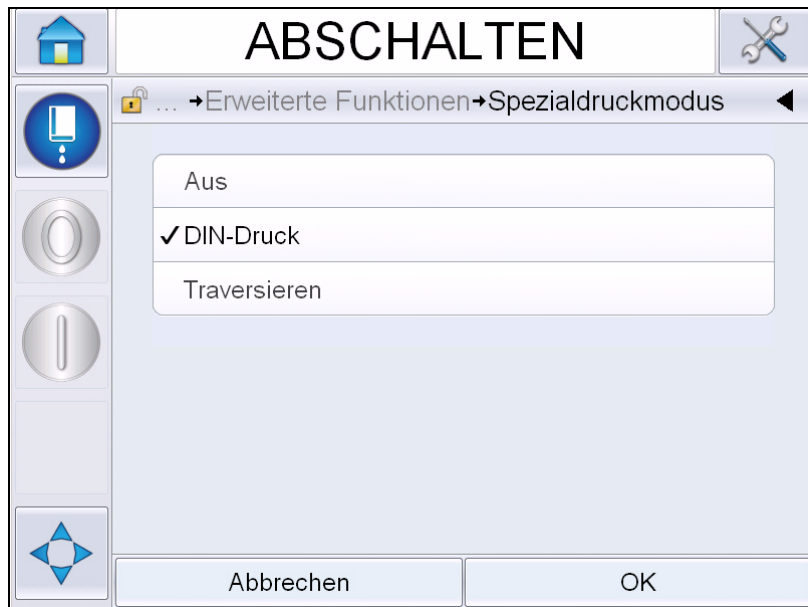 ABSCHALTEN
... →Erweiterte Funktionen→Spezialdruckmodus
Aus
✓DIN-Druck
Traversieren
Abbrechen
OK